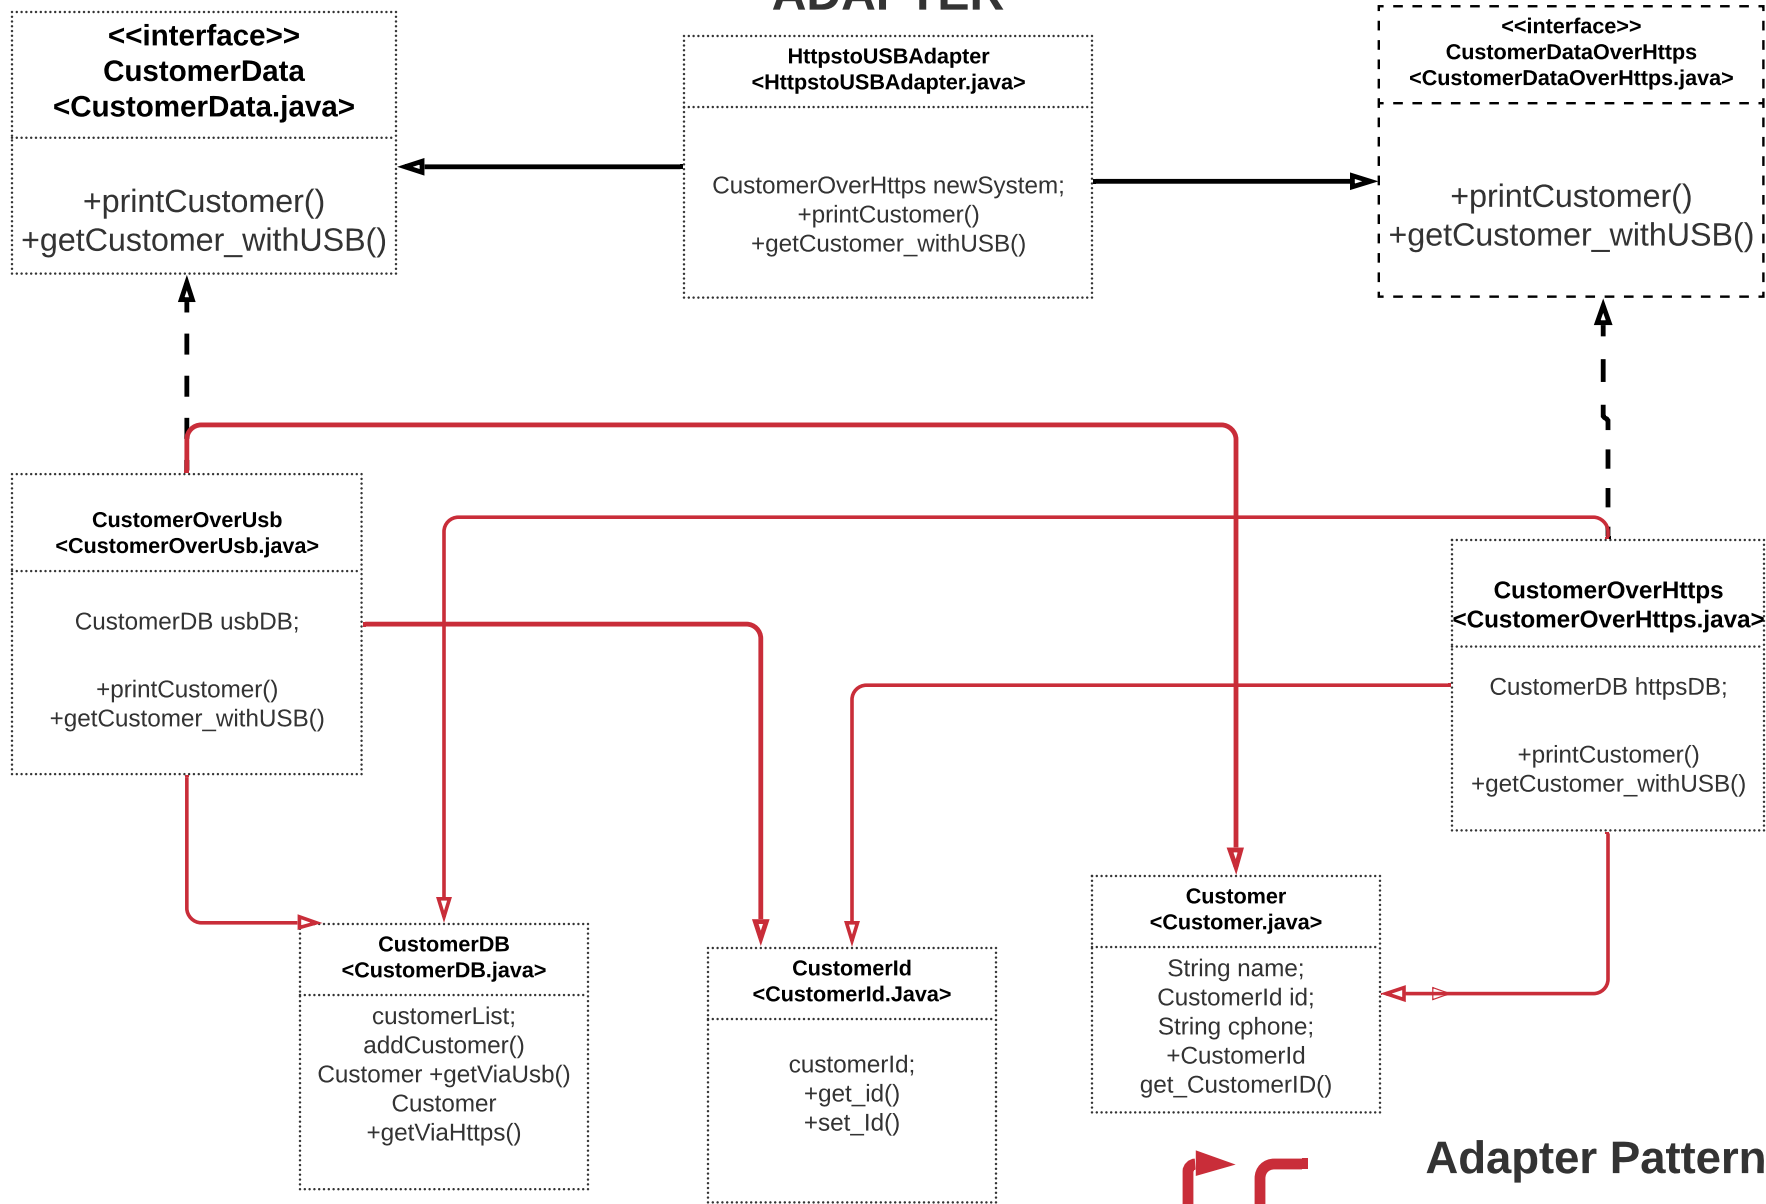 ADAPTER
<<interface>>
CustomerData
<CustomerData.java>
+printCustomer()
+getCustomer_withUSB()
HttpstoUSBAdapter
<HttpstoUSBAdapter.java>
CustomerOverHttps newSystem;
+printCustomer()
+getCustomer_withUSB()
<<interface>>
CustomerDataOverHttps
<CustomerDataOverHttps.java>
+printCustomer()
+getCustomer_withUSB()
CustomerOverUsb
<CustomerOverUsb.java>
CustomerDB usbDB;
+printCustomer()
+getCustomer_withUSB()
CustomerOverHttps
<CustomerOverHttps.java>
CustomerDB httpsDB;
+printCustomer()
+getCustomer_withUSB()
CustomerDB
<CustomerDB.java>
customerList;
addCustomer()
Customer +getViaUsb()
Customer
+getViaHttps()
CustomerId
<CustomerId.Java>
customerId;
+get_id()
+set_Id()
Customer
<Customer.java>
String name;
CustomerId id;
String cphone;
+CustomerId
get_CustomerID()
Adapter Pattern